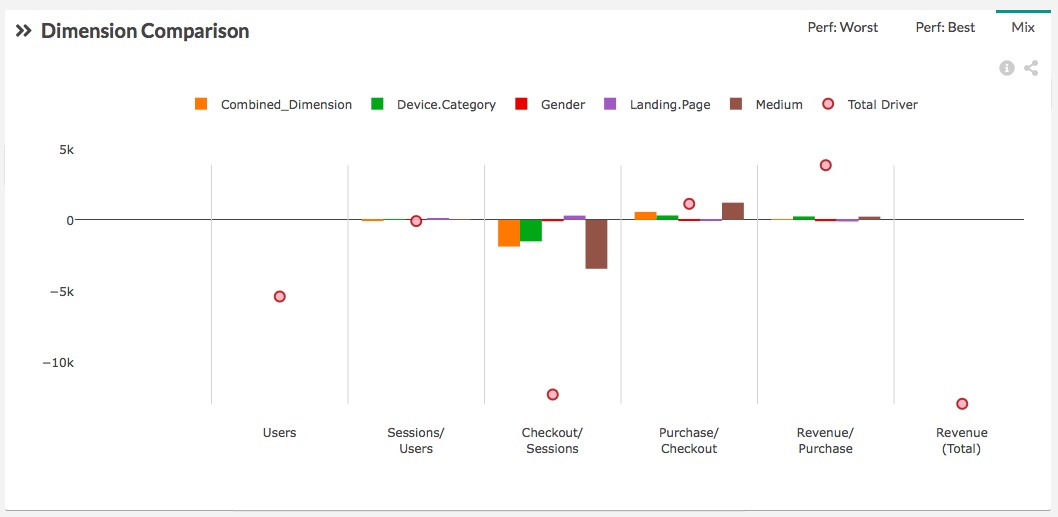 Dimension Comparison
Perf: Worst Perf: Best Mix
Combined_Dimension Device.Category Gender Landing.Page Medium Total Driver
5k
0
−5k
−10k
Users Sessions/ Checkout/ Purchase/ Revenue/ Revenue
Users Sessions Checkout Purchase (Total)